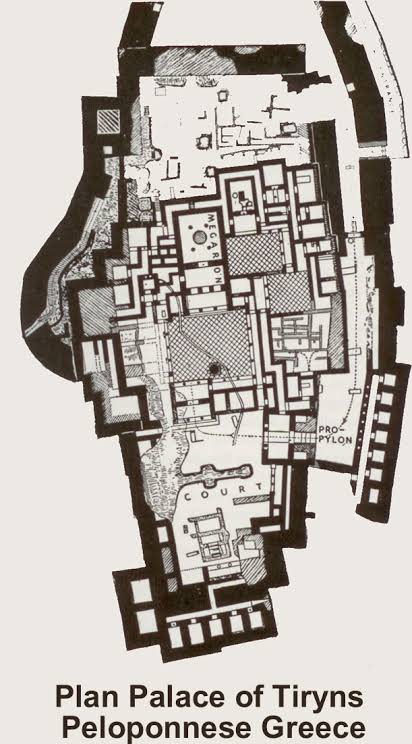 MEGARON
PRO-
PYLON
COURT
Plan Palace of Tiryns
Peloponnese Greece